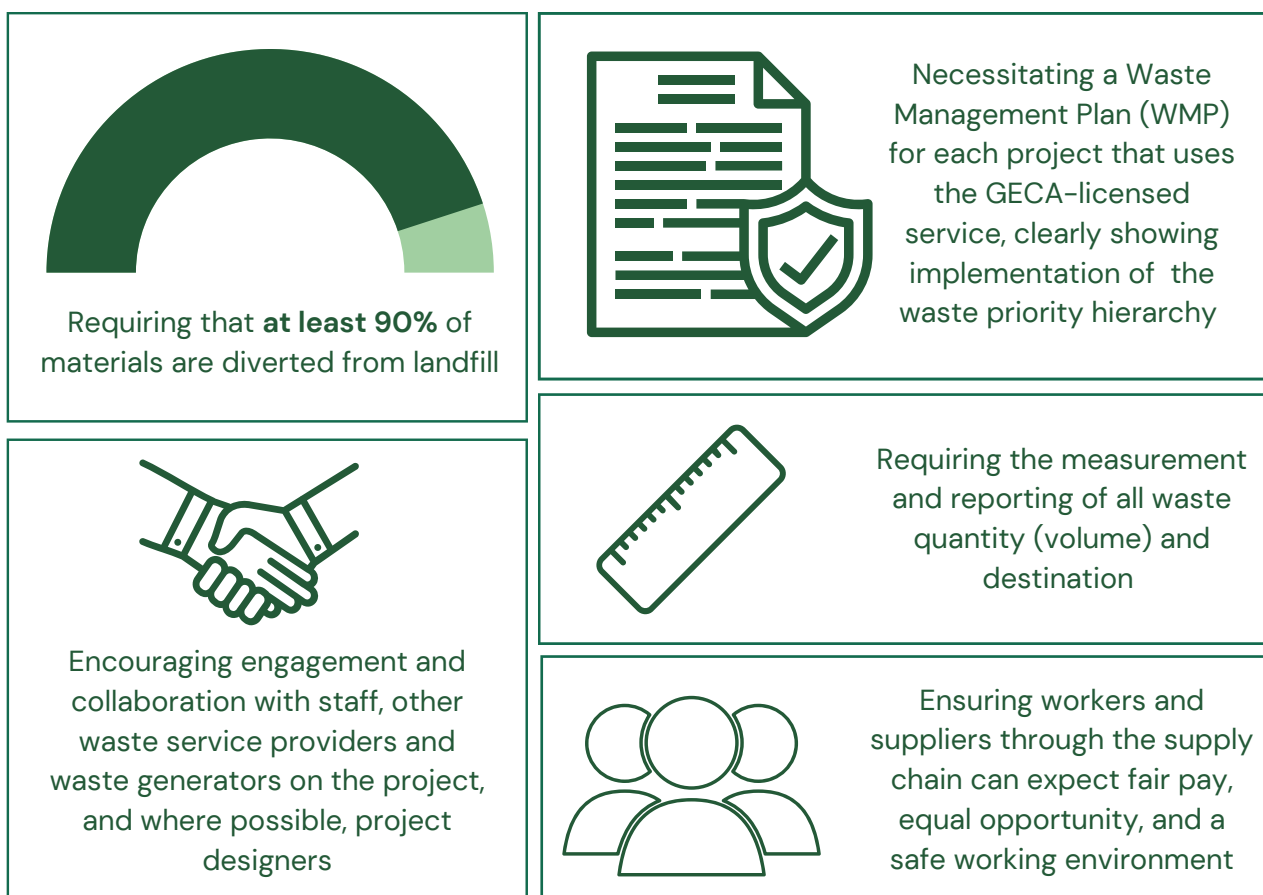 Requiring that at least 90% of
materials are diverted from landfill
Necessitating a Waste
Management Plan (WMP)
for each project that uses
the GECA-licensed
service, clearly showing
implementation of  the
waste priority hierarchy
Encouraging engagement and
collaboration with staff, other
waste service providers and
waste generators on the project,
and where possible, project
designers
Requiring the measurement
and reporting of all waste
quantity (volume) and
destination
Ensuring workers and
suppliers through the supply
chain can expect fair pay,
equal opportunity, and a
safe working environment